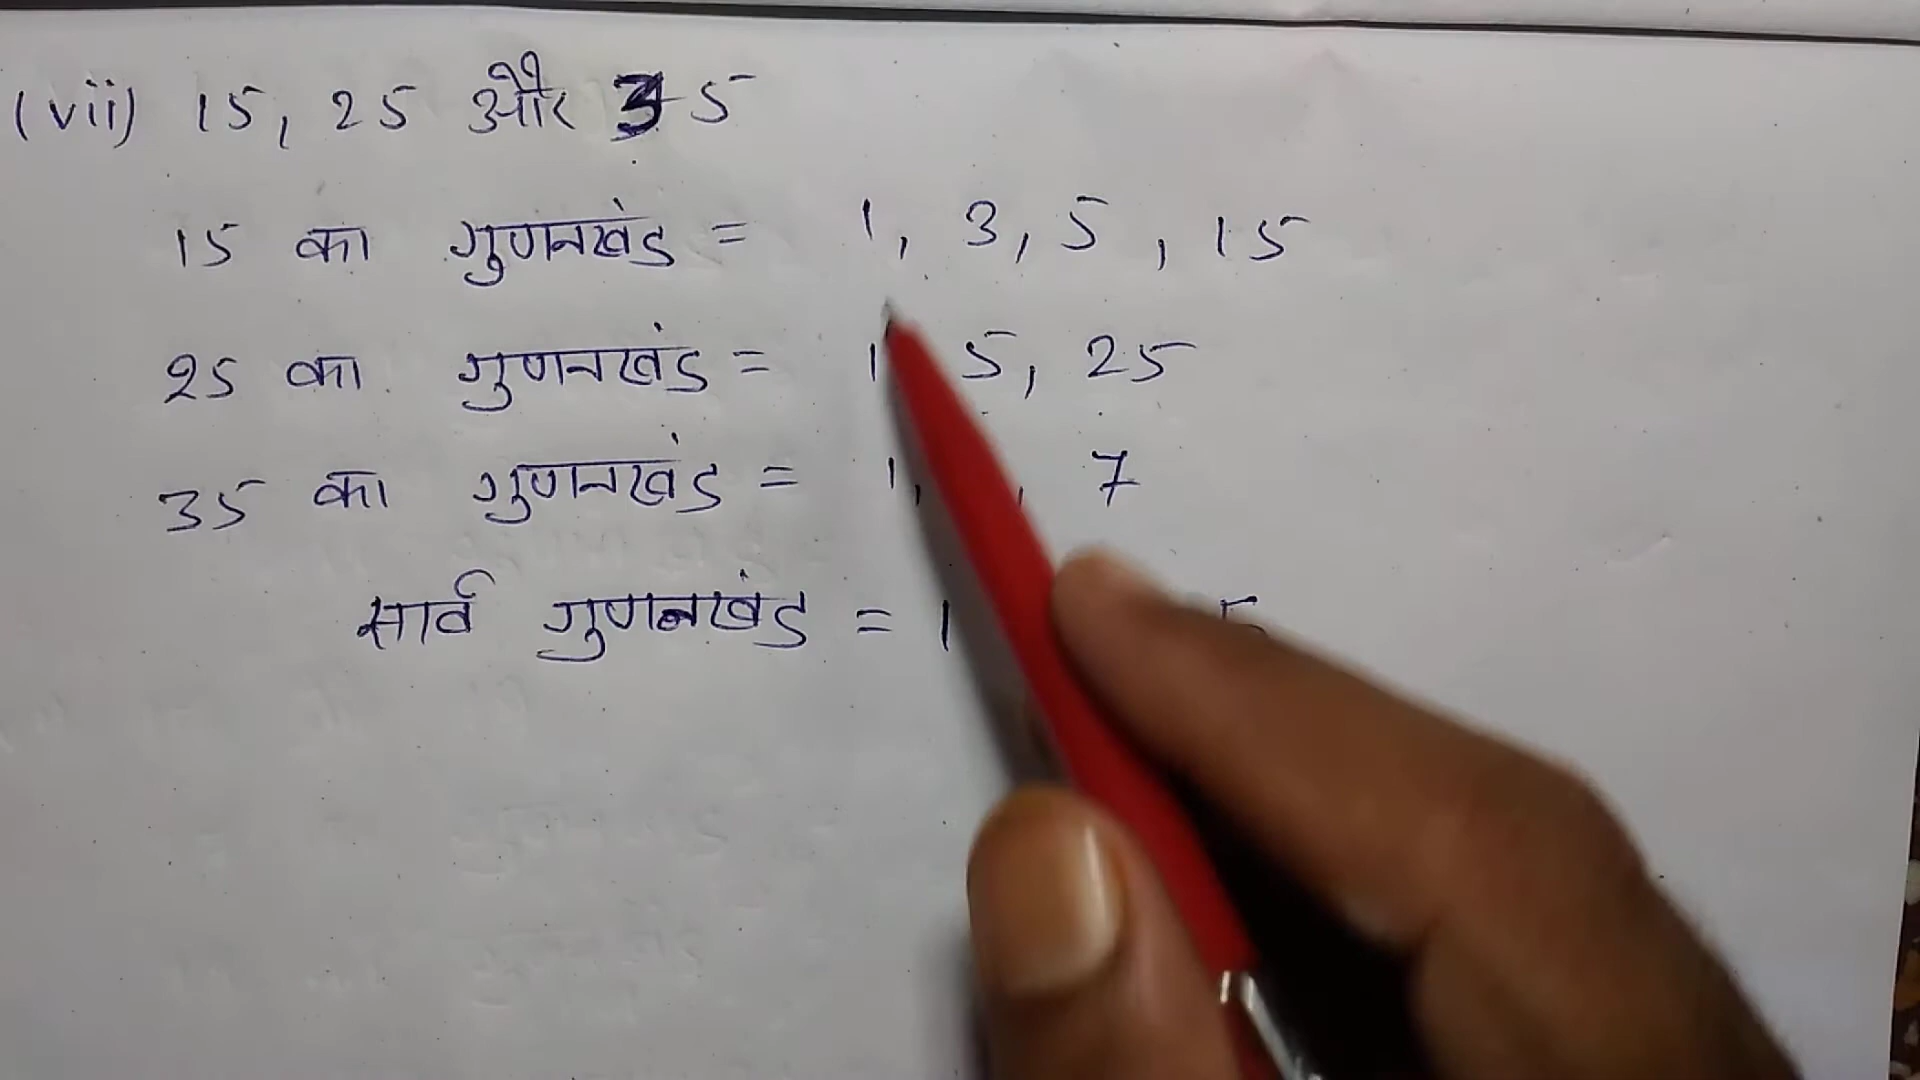 (vii) 15, 25 और 35
15 का गुणनखंड = 1, 3, 5, 15
25 का गुणनखंड = 1 5, 25
35 का गुणनखंड = 1, , 7
सार्व गुणनखंड = 1 5